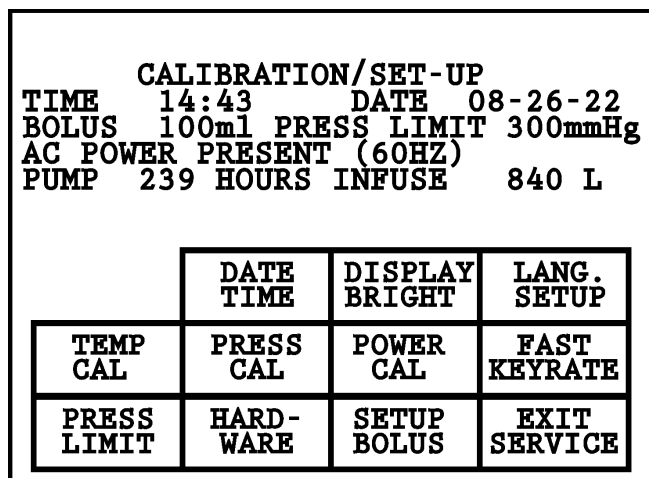 CALIBRATION/SET-UP
TIME 14:43 DATE 08-26-22
BOLUS 100ml PRESS LIMIT 300mmHg
AC POWER PRESENT (60HZ)
PUMP 239 HOURS INFUSE 840 L
DATE TIME
DISPLAY BRIGHT
LANG. SETUP
TEMP CAL
PRESS CAL
POWER CAL
FAST KEYRATE
PRESS LIMIT
HARD-WARE
SETUP BOLUS
EXIT SERVICE